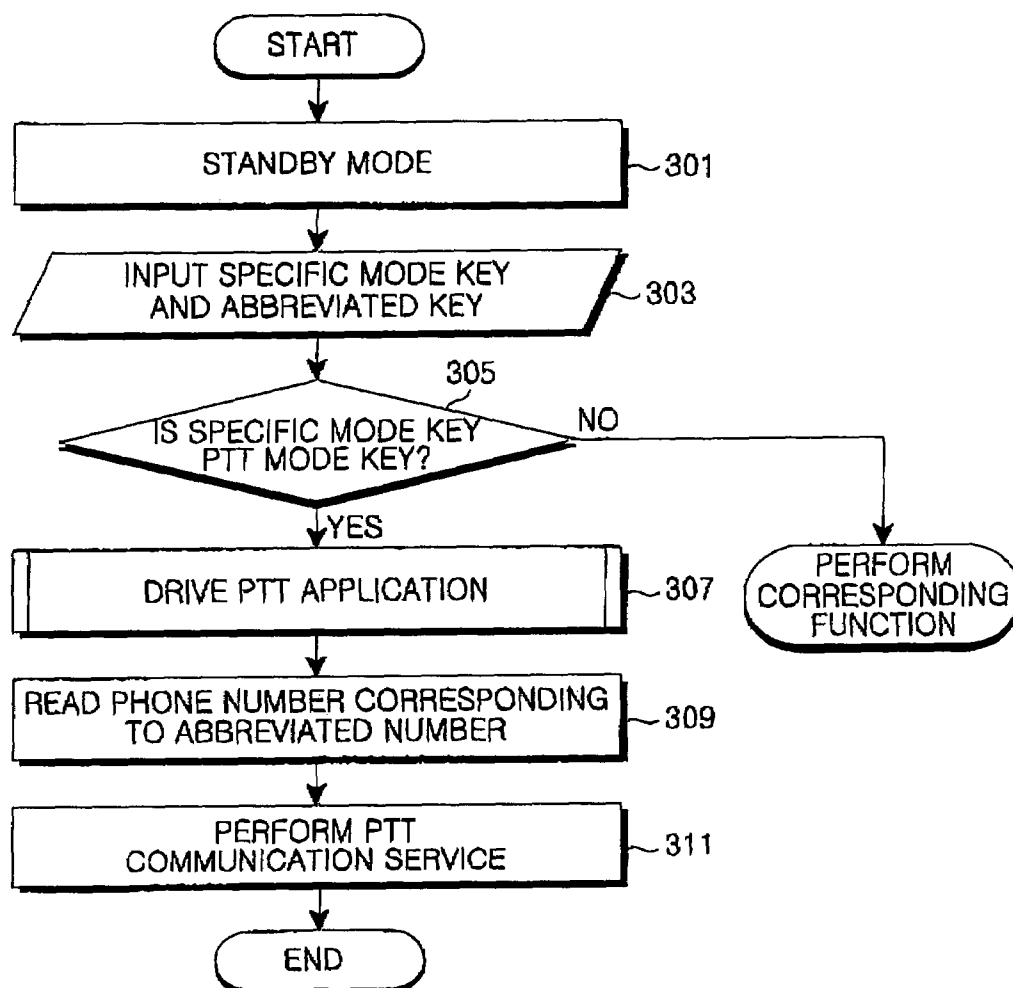 START
STANDBY MODE
301
INPUT SPECIFIC MODE KEY
AND ABBREVIATED KEY
303
305
IS SPECIFIC MODE KEY
PTT MODE KEY?
NO
YES
DRIVE PTT APPLICATION
307
PERFORM
CORRESPONDING
FUNCTION
READ PHONE NUMBER CORRESPONDING
TO ABBREVIATED NUMBER
309
PERFORM PTT
COMMUNICATION SERVICE
311
END